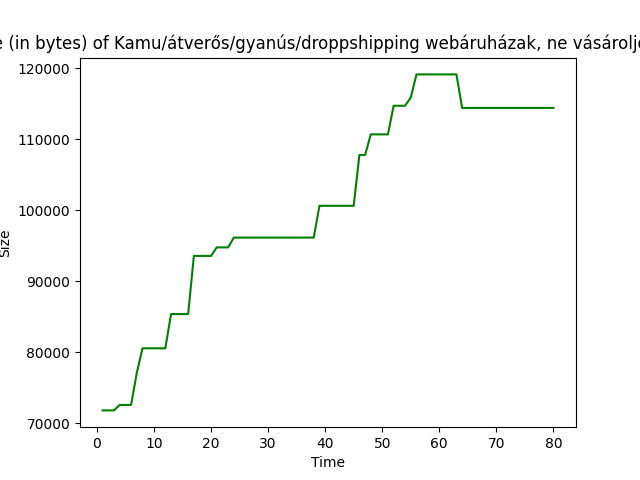 (in bytes) of Kamu/átverős/gyanús/droppshipping webáruházak, ne
120000
110000
100000
90000
80000
70000
Size
0 10 20 30 40 50 60 70 80
Time